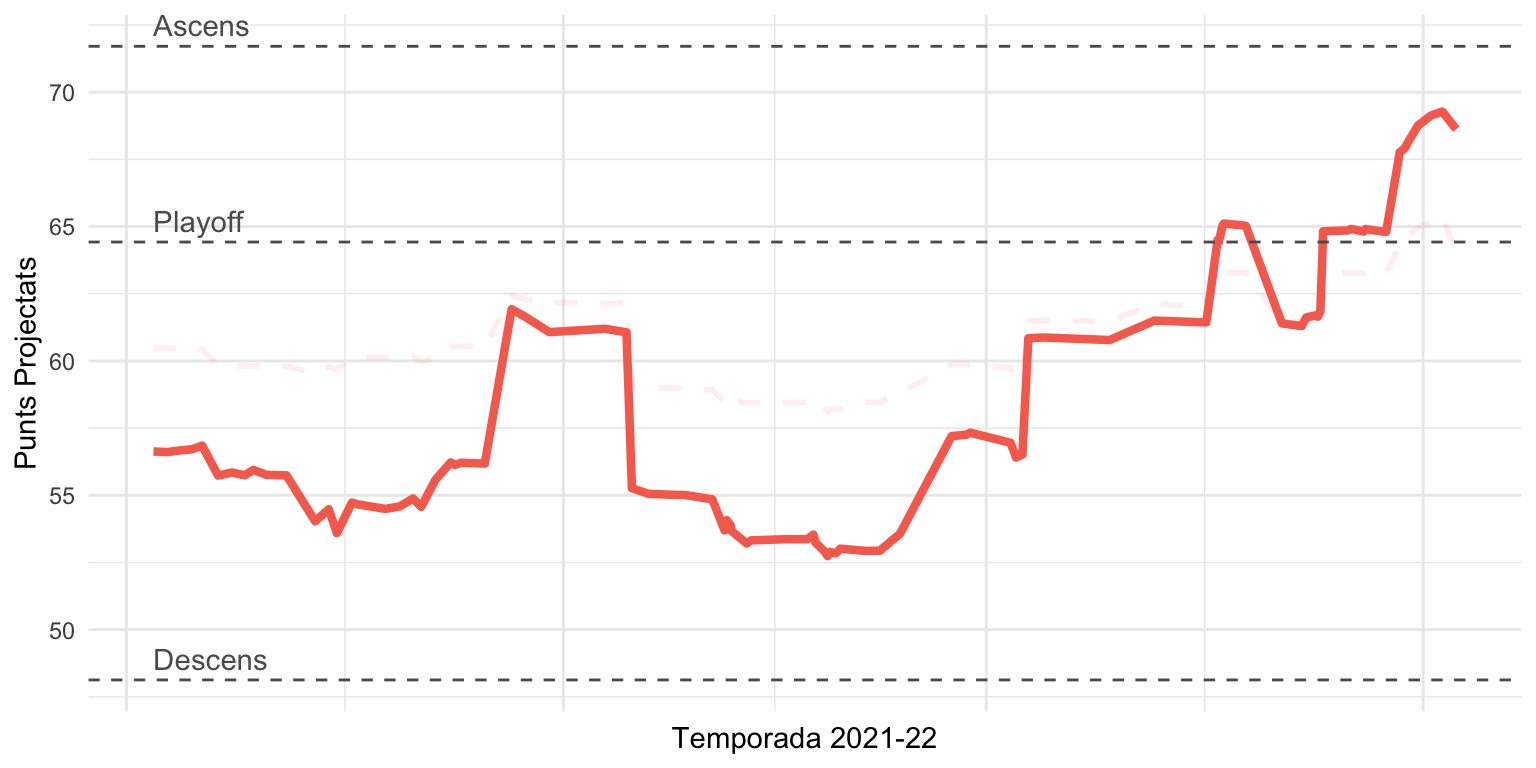 Ascens
70
Playoff
65
60
55
50
Descens
Punts Projectats
Temporada 2021-22